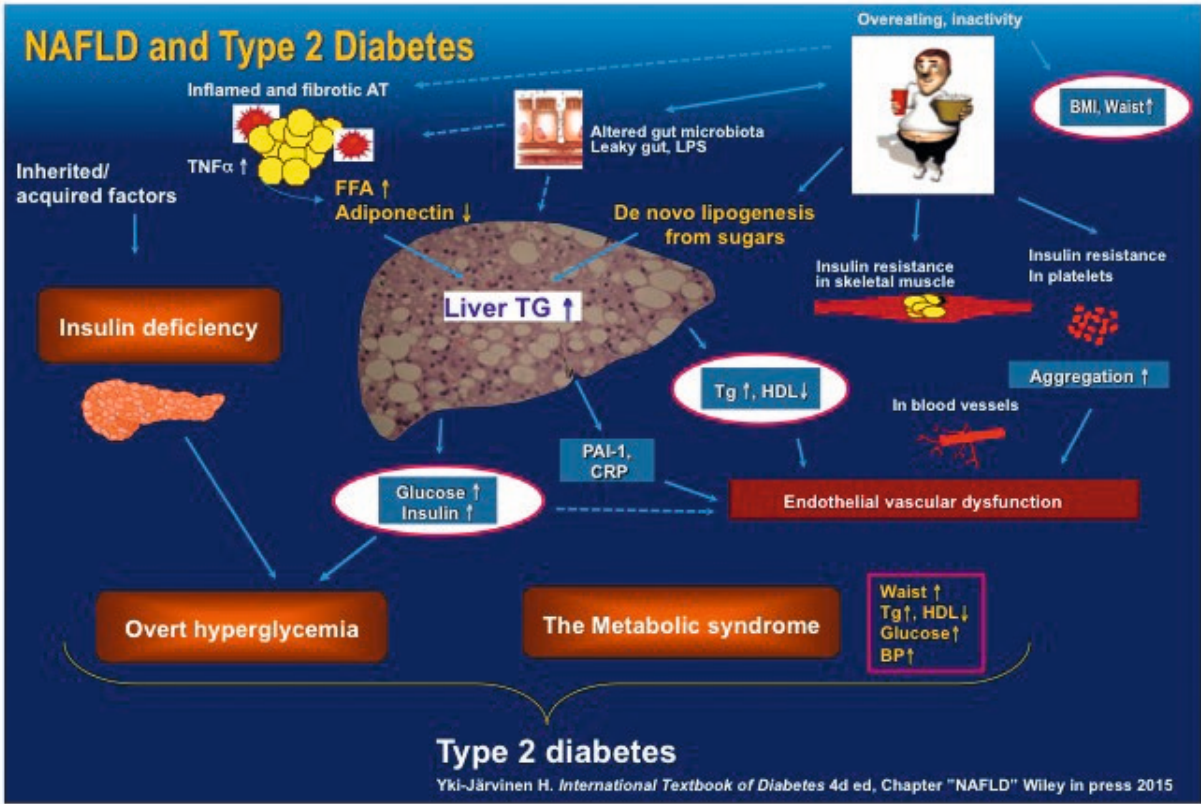 Overeating, inactivity
NAFLD and Type 2 Diabetes
Inflamed and fibrotic AT
BMI, Waist↑
Altered gut microbiota
Leaky gut, LPS
TNFα ↑
Inherited/
acquired factors
FFA ↑
Adiponectin ↓
De novo lipogenesis
from sugars
Insulin resistance
in skeletal muscle
Insulin resistance
In platelets
Liver TG ↑
Insulin deficiency
Tg ↑, HDL↓
Aggregation ↑
In blood vessels
PAI-1,
CRP
Glucose ↑
Insulin ↑
Endothelial vascular dysfunction
Overt hyperglycemia
The Metabolic syndrome
Waist ↑
Tg↑, HDL↓
Glucose↑
BP↑
Type 2 diabetes
Yki-Järvinen H. International Textbook of Diabetes 4d ed, Chapter "NAFLD" Wiley in press 2015